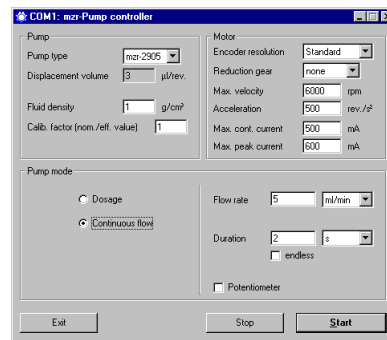 COM1: mzr-Pump controller
Pump
Pump type mzr-2905
Displacement volume 3 µl/rev.
Fluid density 1 g/cm³
Calib. factor (nom./eff. value) 1
Motor
Encoder resolution Standard
Reduction gear none
Max. velocity 6000 rpm
Acceleration 500 rev./s²
Max. cont. current 500 mA
Max. peak current 600 mA
Pump mode
Dosage
Continuous flow
Flow rate 5 ml/min
Duration 2 s
endless
Potentiometer
Exit Stop Start